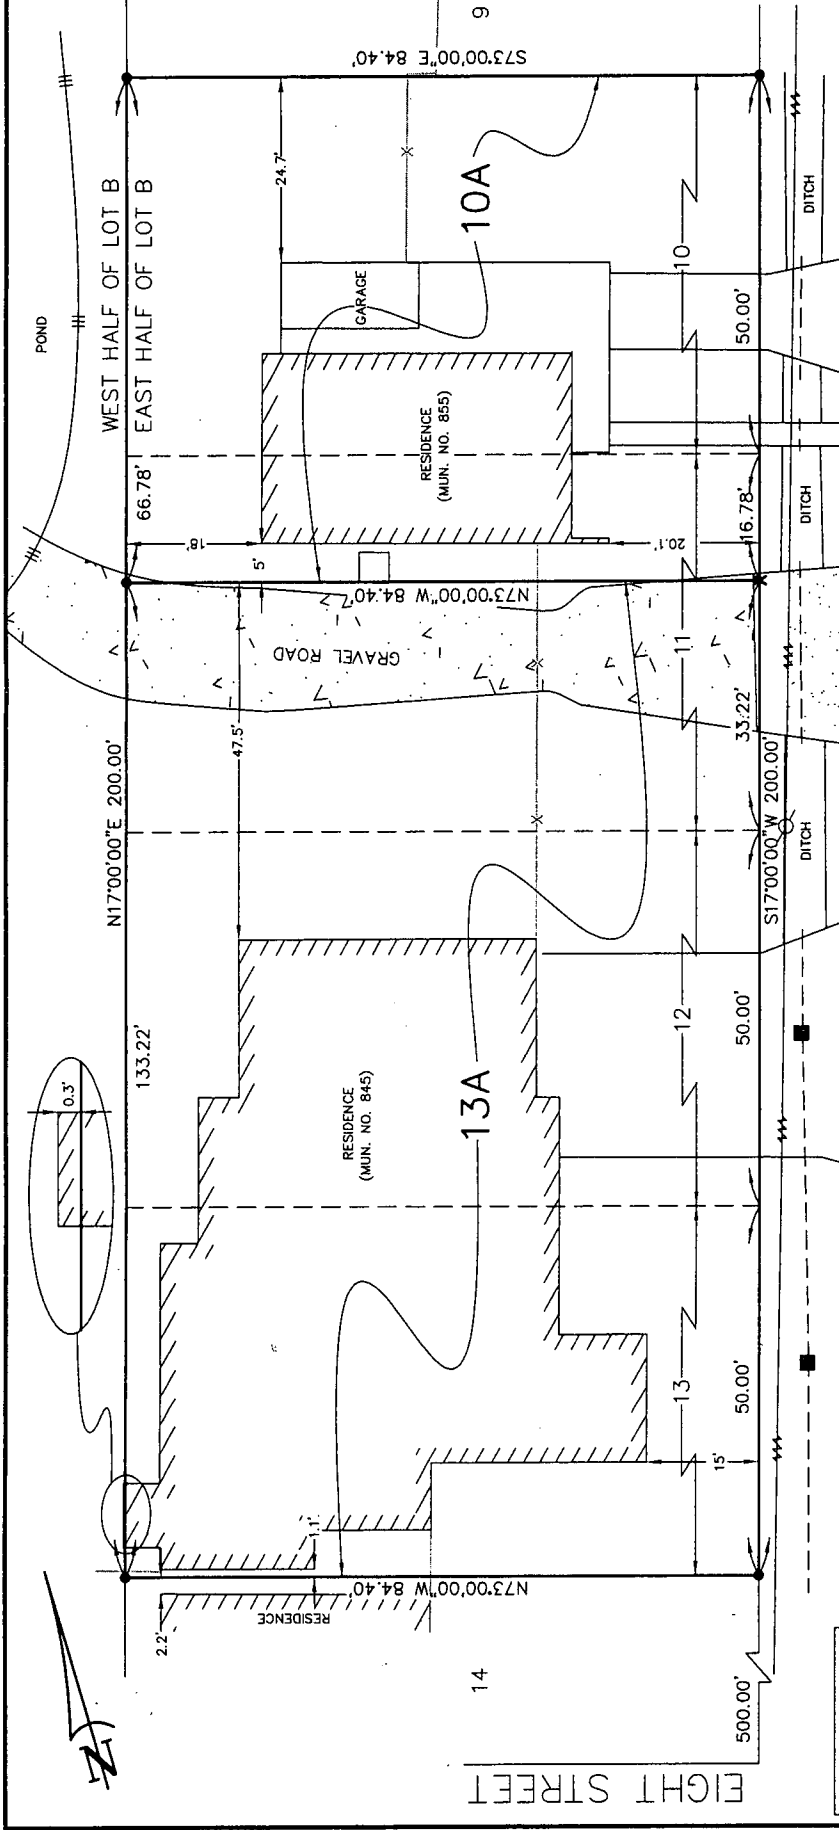 N
EIGHT STREET
500.00'
14
2.2'
RESIDENCE
N73°00'00"W 84.40'
1.1'
15'
13
50.00'
0.3'
133.22'
13A
RESIDENCE
(MUN. NO. 845)
12
50.00'
N17°00'00"E 200.00'
S17°00'00"W 200.00'
DITCH
47.5'
33.22'
11
GRAVEL ROAD
N73°00'00"W 84.40'
5'
18'
20.1'
16.78'
DITCH
66.78'
RESIDENCE
(MUN. NO. 855)
WEST HALF OF LOT B
EAST HALF OF LOT B
POND
GARAGE
24.7'
10A
10
50.00'
DITCH
S73°00'00"E 84.40'
9